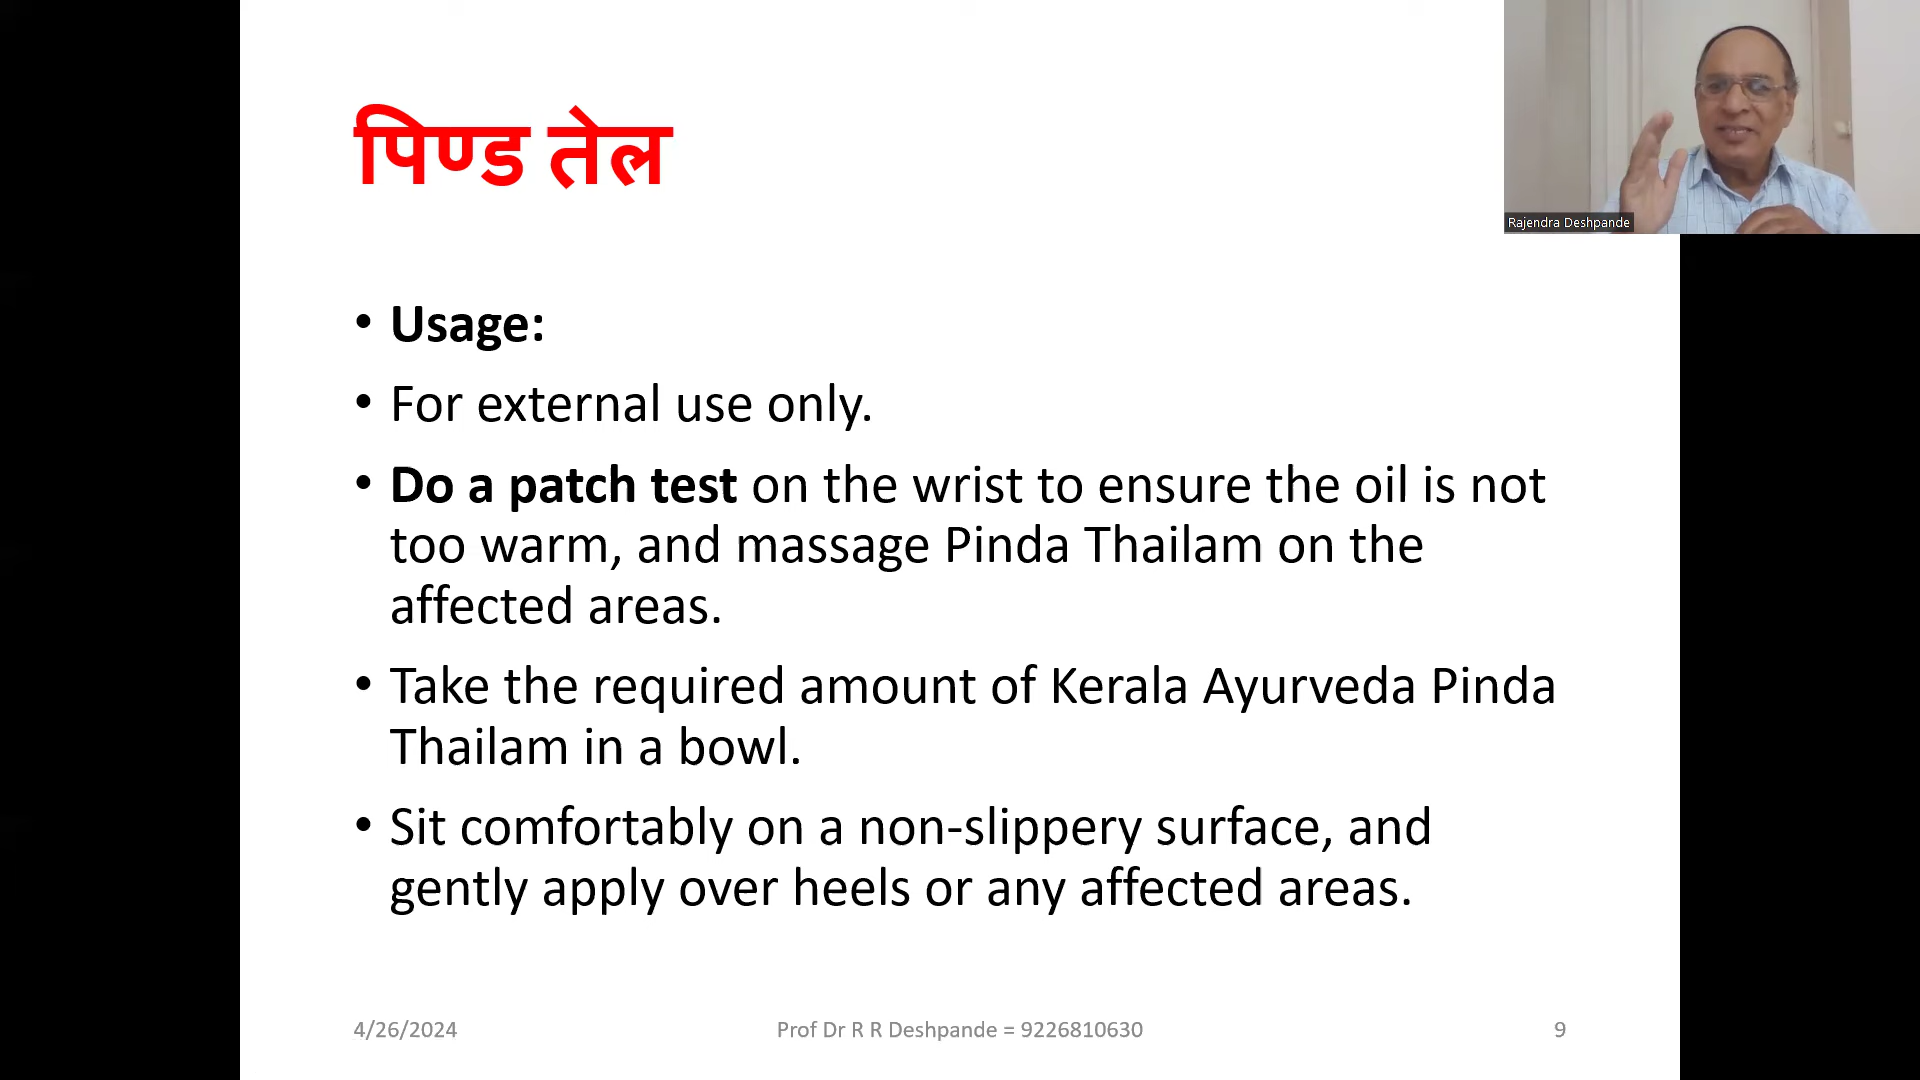 पिण्ड तेल
Rajendra Deshpande
• Usage:
• For external use only.
• Do a patch test on the wrist to ensure the oil is not
too warm, and massage Pinda Thailam on the
affected areas.
• Take the required amount of Kerala Ayurveda Pinda
Thailam in a bowl.
• Sit comfortably on a non-slippery surface, and
gently apply over heels or any affected areas.
4/26/2024
Prof Dr R R Deshpande = 9226810630
9